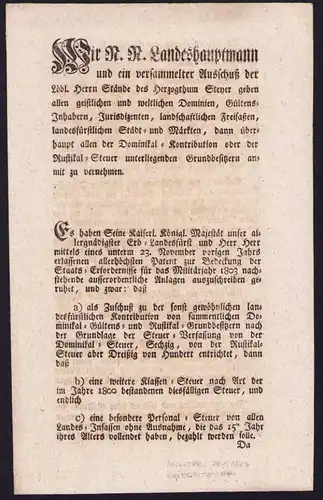 Wir N. N. Landeshauptmann
und ein versammelter Ausschuß der
Löbl. Herrn Stände des Herzogthum Steyer geben
allen geistlichen und weltlichen Dominien, Gültens-
Inhabern, Jurisdizenten, landschaftlichen Freysaßen,
landesfürstlichen Städt- und Märkten, dann über-
haupt allen der Dominikal- Kontribution oder der
Rustikal-Steuer unterliegenden Grundbesitzern an-
mit zu vernehmen.
Es haben Seine Kaiserl. Königl. Majestät unser al-
lergnädigster Erb-Landesfürst und Herr Herr
mittels eines unterm 23. November vorigen Jahrs
erlassenen allerhöchsten Patent zur Bedeckung der
Staats-Erfordernisse für das Militärjahr 1803 nach-
stehende ausserordentliche Anlagen auszuschreiben ge-
ruhet, und zwar: daß
a) als Zuschuß zu der sonst gewöhnlichen lan-
desfürstlichen Kontribution von sammentlichen Do-
minikal-Gültens- und Rustikal-Grundbesitzern nach
der Grundlage der Steuer-Verfassung von der
Dominikal-Steuer, Sechzig, von der Rustikal-
Steuer aber Dreißig von Hundert entrichtet, dann
daß
b) eine weitere Klassen-Steuer nach Art der
im Jahre 1800 bestandenen diesfälligen Steuer, und
endlich
c) eine besondere Personal-Steuer von allen
Landes-Insassen ohne Ausnahme, die das 15te Jahr
ihres Alters vollendet haben, bezahlt werden solle.
Da